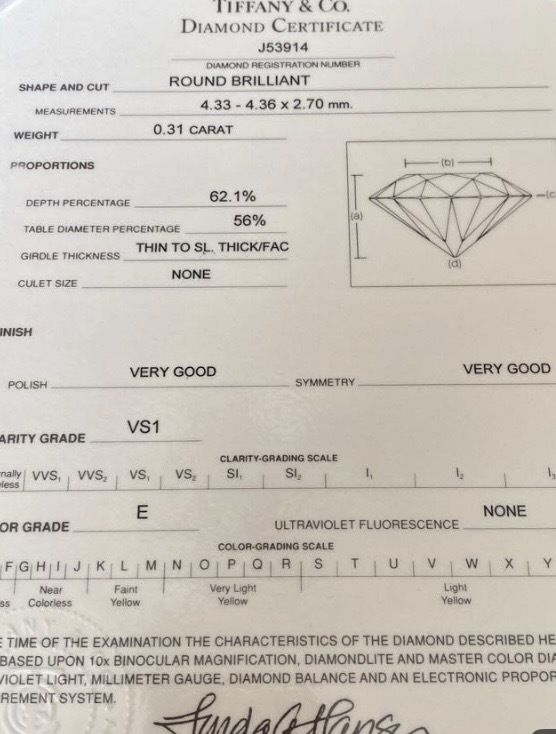 TIFFANY & CO.
DIAMOND CERTIFICATE
J53914
DIAMOND REGISTRATION NUMBER
SHAPE AND CUT ROUND BRILLIANT
MEASUREMENTS 4.33 - 4.36 x 2.70 mm.
WEIGHT 0.31 CARAT
PROPORTIONS
(b)
DEPTH PERCENTAGE 62.1%
(c
TABLE DIAMETER PERCENTAGE 56%
(a)
GIRDLE THICKNESS THIN TO SL. THICK/FAC
(d)
CULET SIZE NONE
INISH
POLISH VERY GOOD SYMMETRY VERY GOOD
ARITY GRADE VS1
CLARITY-GRADING SCALE
nally VVS1 VVS2 VS1 VS2 SI1 SI2 I1 I2 I3
less
OR GRADE E ULTRAVIOLET FLUORESCENCE NONE
COLOR-GRADING SCALE
F G H I J K L M N O P Q R S T U V W X Y
Near Faint Very Light Light
ss Colorless Yellow Yellow Yellow
E TIME OF THE EXAMINATION THE CHARACTERISTICS OF THE DIAMOND DESCRIBED HE
BASED UPON 10x BINOCULAR MAGNIFICATION, DIAMONDLITE AND MASTER COLOR DIA
VIOLET LIGHT, MILLIMETER GAUGE, DIAMOND BALANCE AND AN ELECTRONIC PROPOR
REMENT SYSTEM.